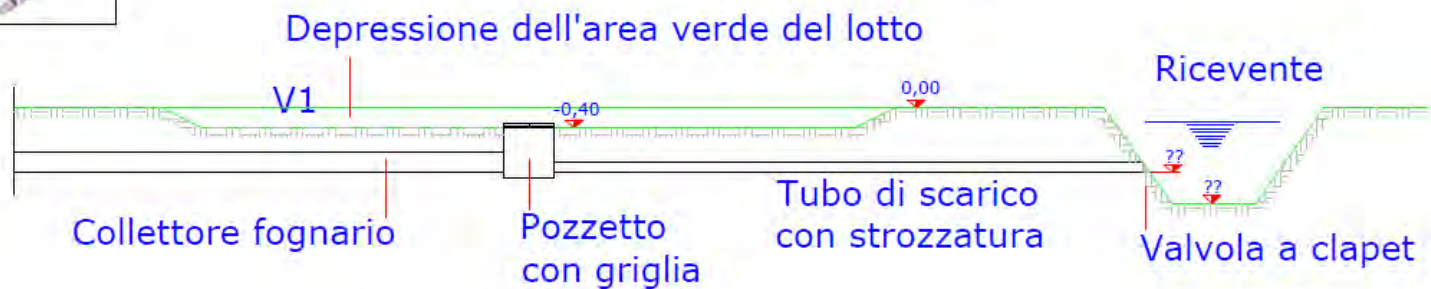 Depressione dell'area verde del lotto
Ricevente
V1
-0,40
0,00
??
??
Collettore fognario
Pozzetto
con griglia
Tubo di scarico
con strozzatura
Valvola a clapet